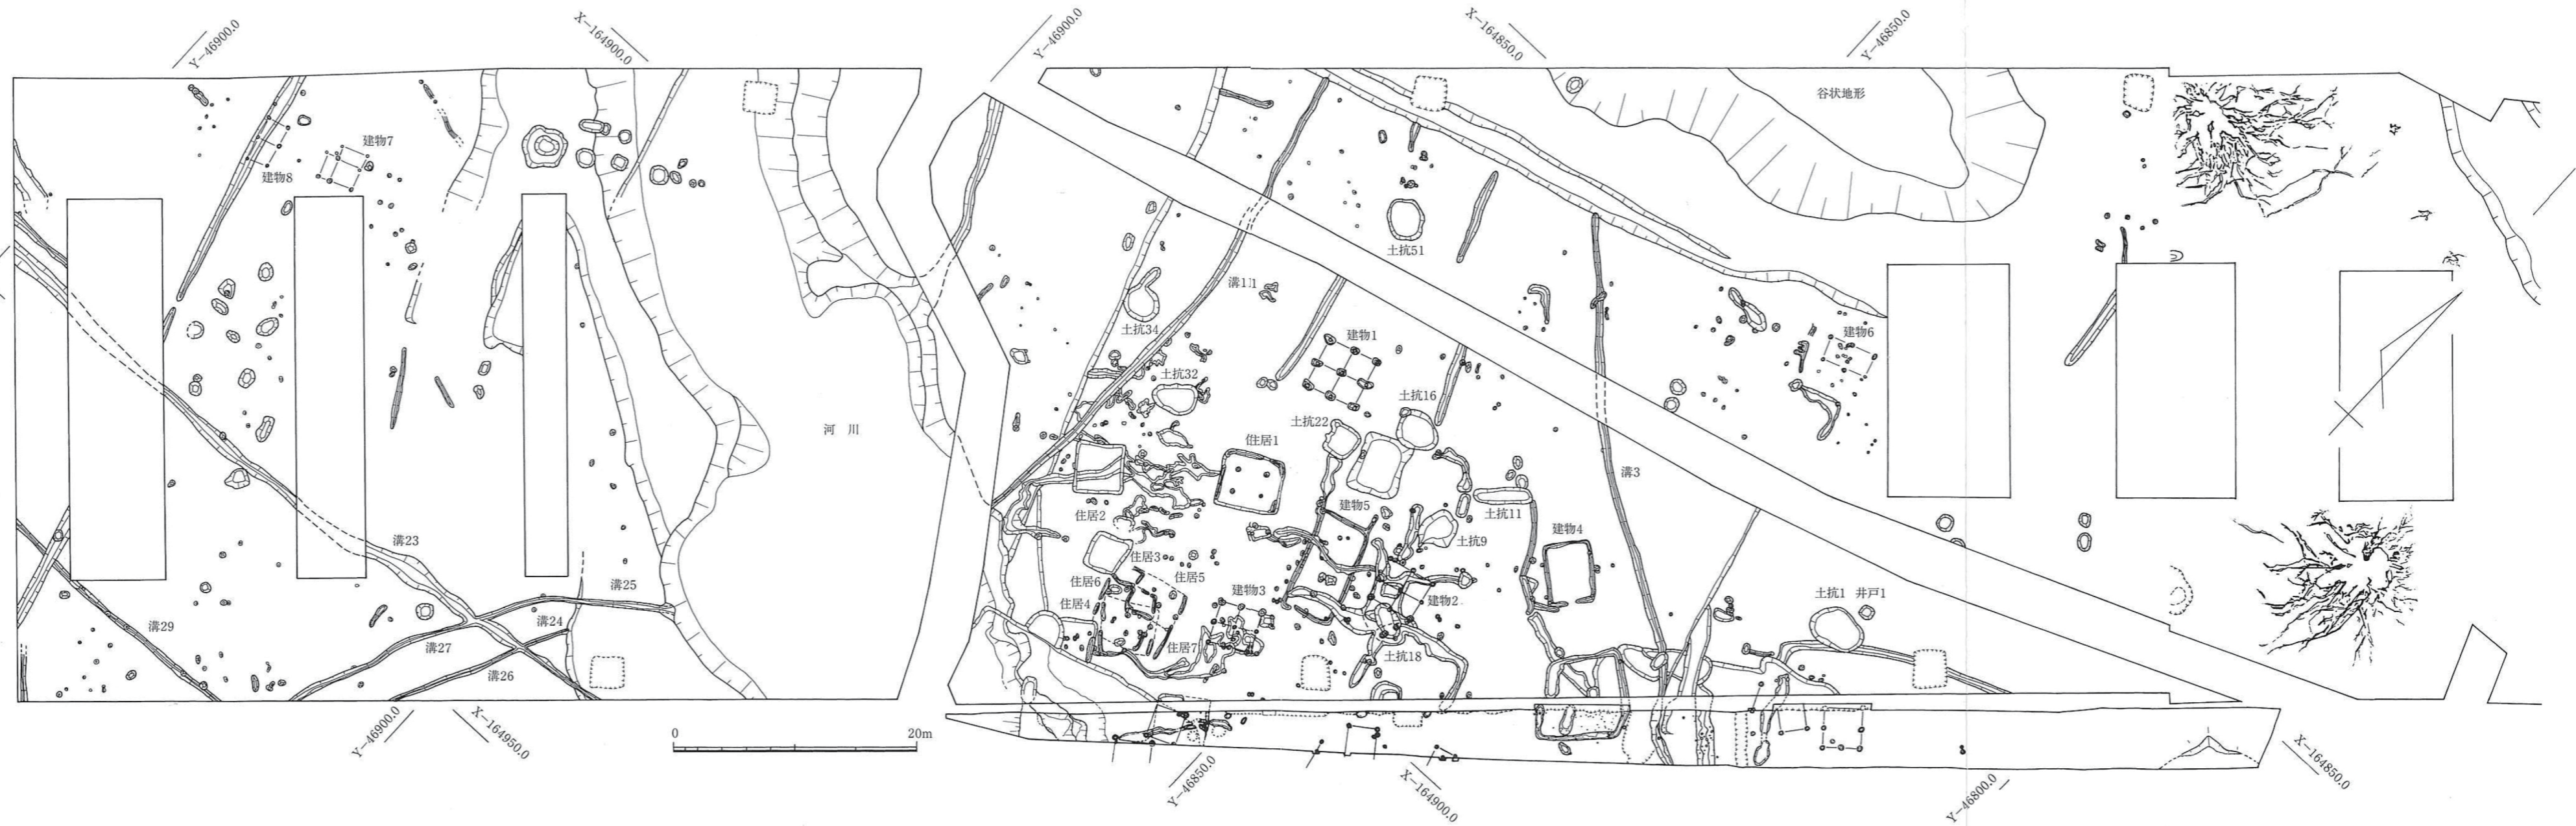 Y-46900.0
X-164900.0
Y-46900.0
X-164850.0
Y-46850.0
谷状地形
建物7
建物8
土抗51
溝11
土抗34
建物1
建物6
土抗32
土抗16
土抗22
河 川
住居1
溝3
住居2
建物5
土抗11
建物4
土抗9
溝23
住居3
住居5
住居6
建物3
建物2
溝25
住居4
土抗1 井戸1
溝29
溝24
溝27
住居7
土抗18
溝26
Y-46900.0
X-164950.0
0
20m
Y-46850.0
X-164900.0
Y-46800.0
X-164850.0